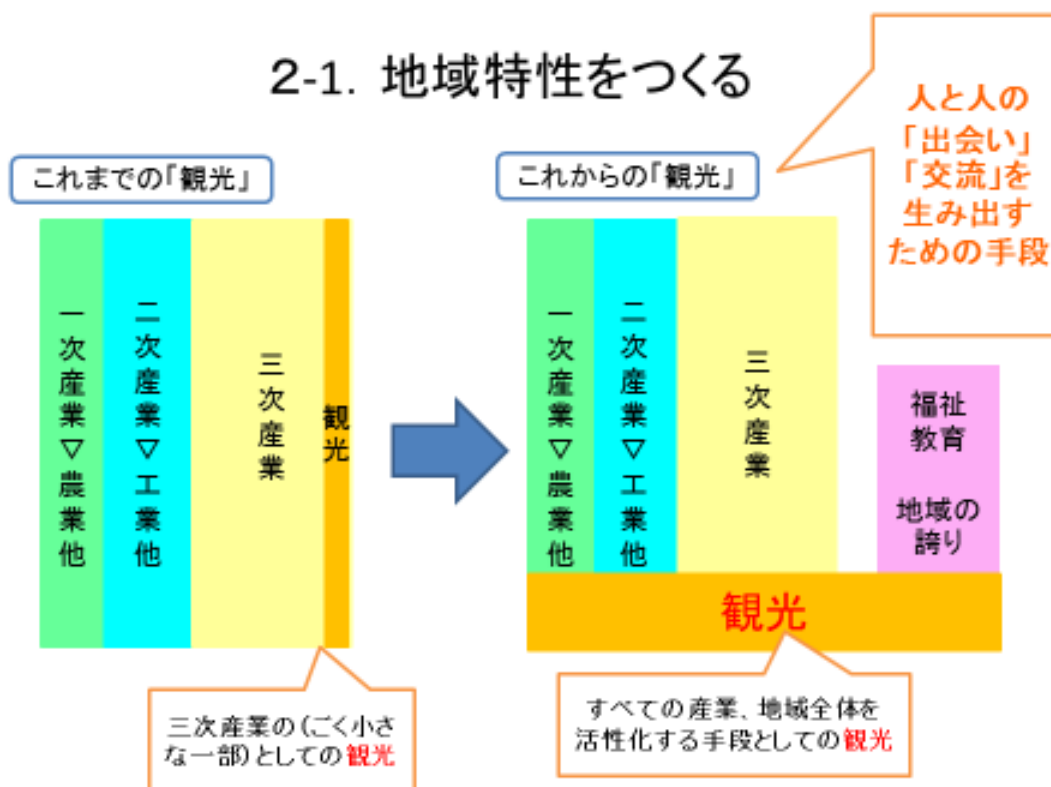 2-1. 地域特性をつくる
人と人の
「出会い」
「交流」を
生み出す
ための手段
これまでの「観光」
これからの「観光」
一次産業▽農業他
二次産業▽工業他
三次産業
観光
一次産業▽農業他
二次産業▽工業他
三次産業
福祉
教育
地域の
誇り
観光
三次産業の(ごく小さ
な一部)としての観光
すべての産業、地域全体を
活性化する手段としての観光